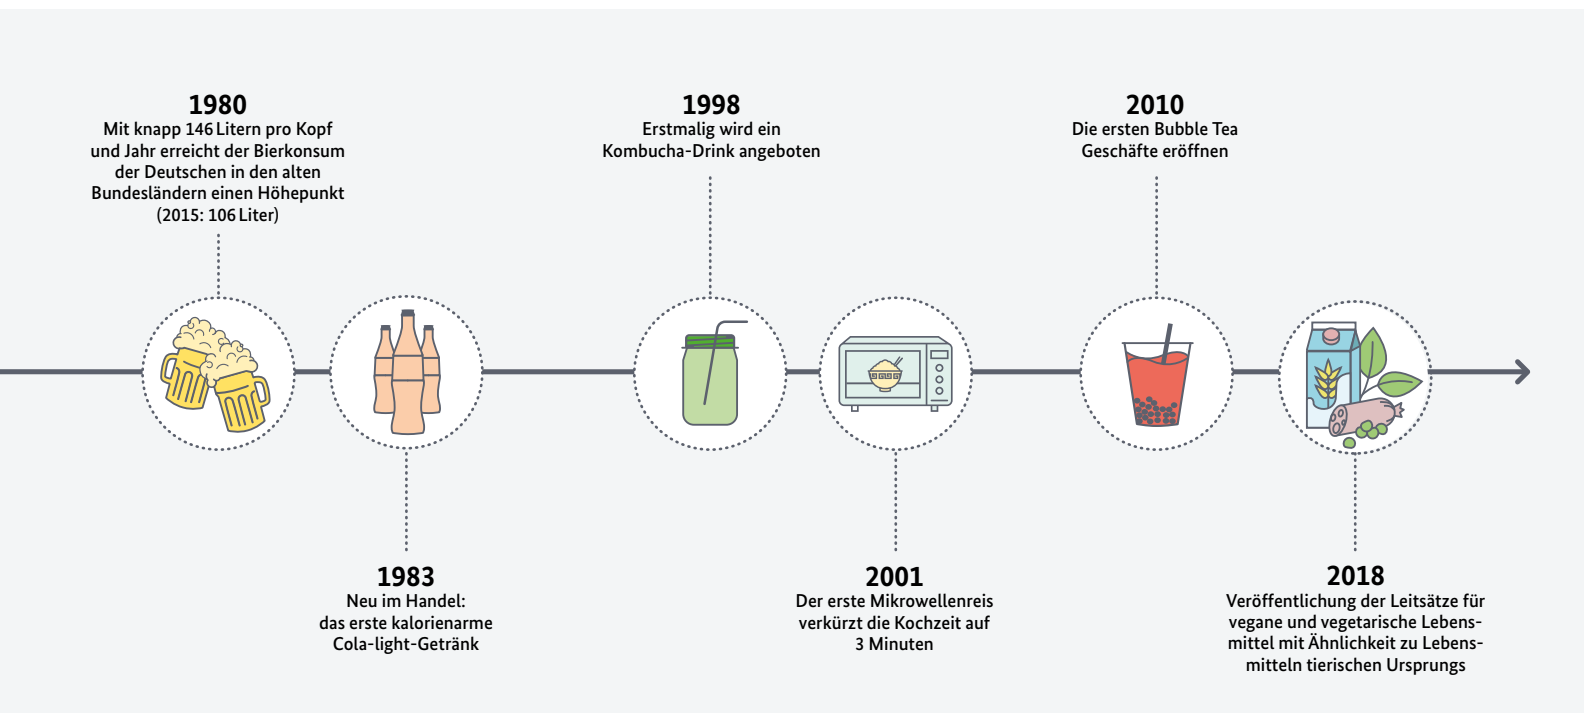 1980
Mit knapp 146 Litern pro Kopf
und Jahr erreicht der Bierkonsum
der Deutschen in den alten
Bundesländern einen Höhepunkt
(2015: 106 Liter)
1983
Neu im Handel:
das erste kalorienarme
Cola-light-Getränk
1998
Erstmalig wird ein
Kombucha-Drink angeboten
2001
Der erste Mikrowellenreis
verkürzt die Kochzeit auf
3 Minuten
2010
Die ersten Bubble Tea
Geschäfte eröffnen
2018
Veröffentlichung der Leitsätze für
vegane und vegetarische Lebens-
mittel mit Ähnlichkeit zu Lebens-
mitteln tierischen Ursprungs